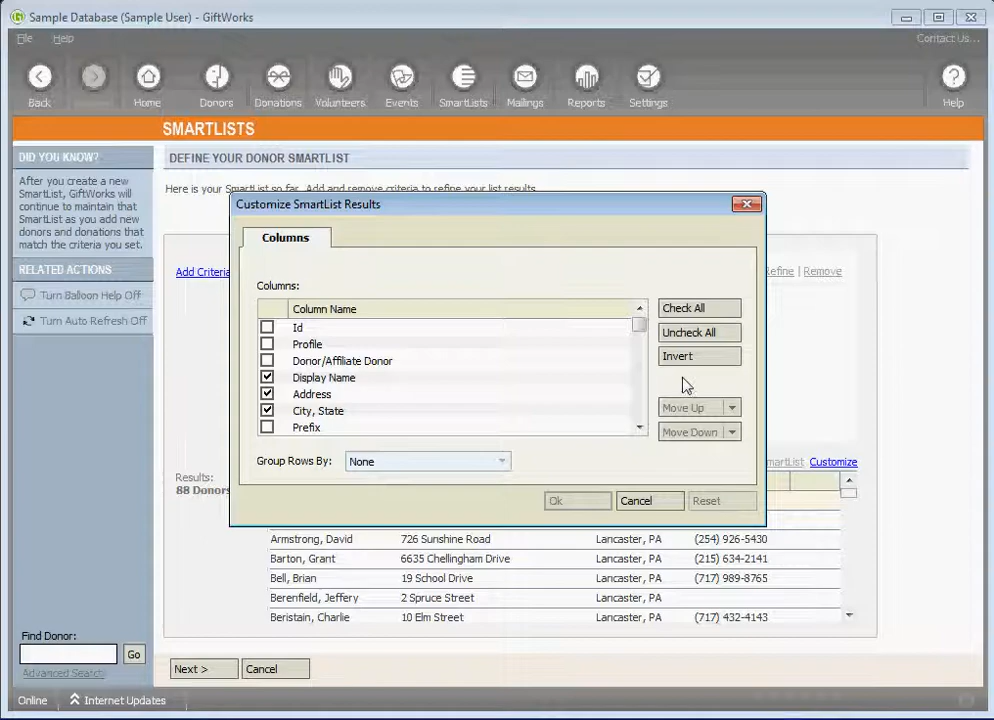 Sample Database (Sample User) - GiftWorks
File Help Contact Us...
Back Home Donors Donations Volunteers Events SmartLists Mailings Reports Settings Help
SMARTLISTS
DID YOU KNOW?
After you create a new
SmartList, GiftWorks will
continue to maintain that
SmartList as you add new
donors and donations that
match the criteria you set.
RELATED ACTIONS
Turn Balloon Help Off
Turn Auto Refresh Off
Find Donor:
Go
Advanced Search
DEFINE YOUR DONOR SMARTLIST
Here is your SmartList so far. Add and remove criteria to refine your list results.
Add Criteria
Refine | Remove
Customize SmartList Results
Columns
Columns:
Column Name
Id
Profile
Donor/Affiliate Donor
Display Name
Address
City, State
Prefix
Check All
Uncheck All
Invert
Move Up
Move Down
Group Rows By: None
Ok Cancel Reset
Results:
88 Donors
martList Customize
Armstrong, David 726 Sunshine Road Lancaster, PA (254) 926-5430
Barton, Grant 6635 Chellingham Drive Lancaster, PA (215) 634-2141
Bell, Brian 19 School Drive Lancaster, PA (717) 989-8765
Berenfield, Jeffery 2 Spruce Street Lancaster, PA
Beristain, Charlie 10 Elm Street Lancaster, PA (717) 432-4143
Next > Cancel
Online Internet Updates